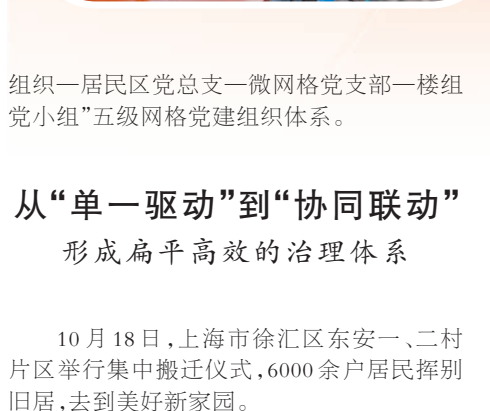 组织—居民区党总支—微网格党支部—楼组
党小组”五级网格党建组织体系。
从“单一驱动”到“协同联动”
形成扁平高效的治理体系
10月18日,上海市徐汇区东安一、二村
片区举行集中搬迁仪式,6000余户居民挥别
旧居,去到美好新家园。